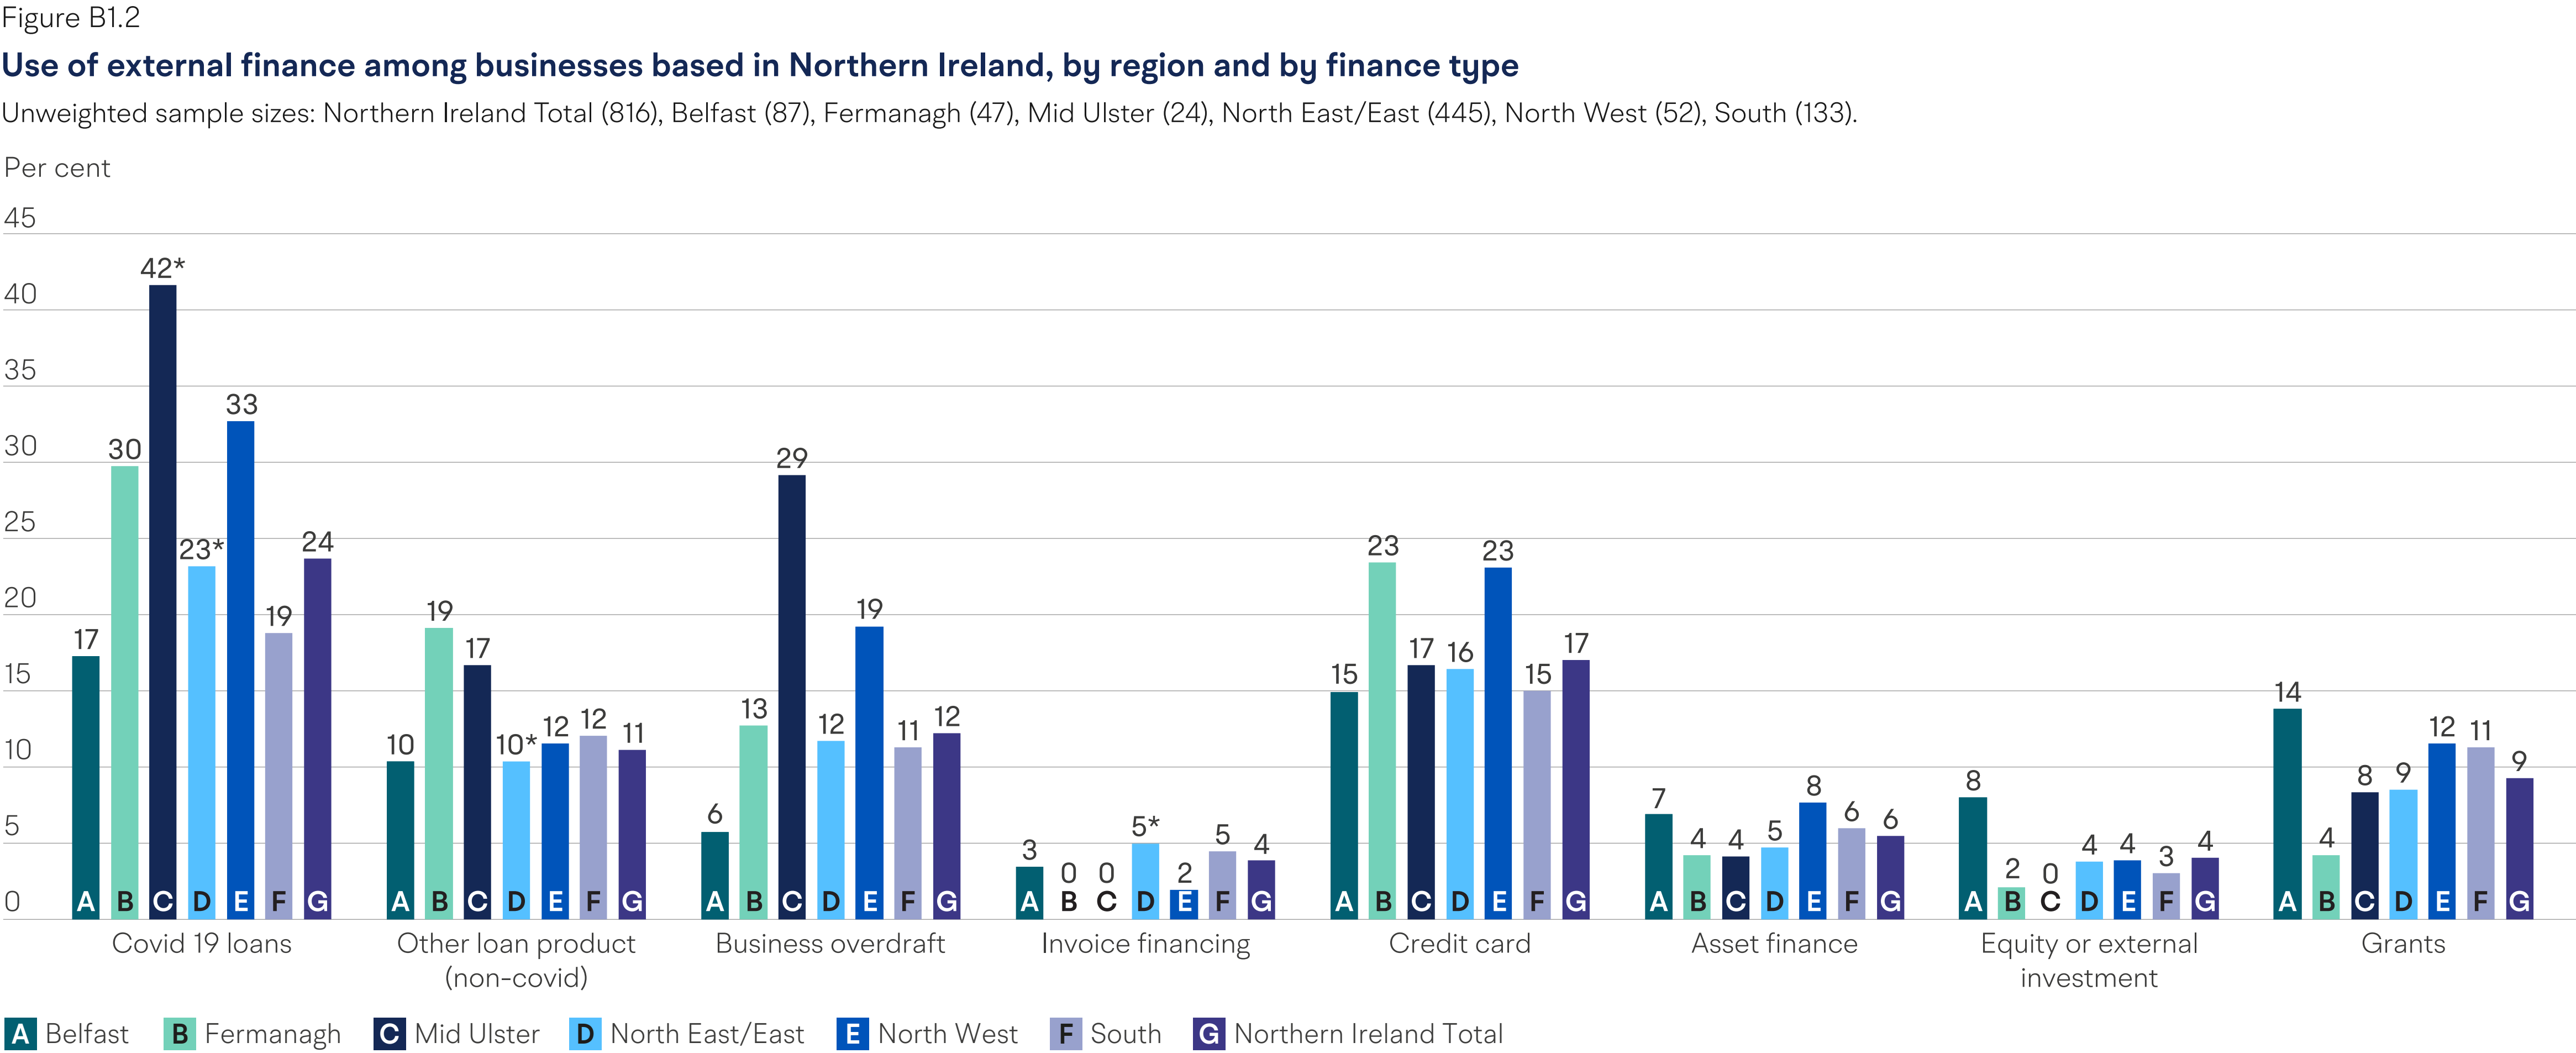 Figure B1.2
Use of external finance among businesses based in Northern Ireland, by region and by finance type
Unweighted sample sizes: Northern Ireland Total (816), Belfast (87), Fermanagh (47), Mid Ulster (24), North East/East (445), North West (52), South (133).
Per cent
45
40
35
30
25
20
15
10
5
0
17 30 42* 23* 33 19 24
A B C D E F G
Covid 19 loans
10 19 17 10* 12 12 11
A B C D E F G
Other loan product
(non-covid)
6 13 29 12 19 11 12
A B C D E F G
Business overdraft
3 0 0 5* 2 5 4
A B C D E F G
Invoice financing
15 23 17 16 23 15 17
A B C D E F G
Credit card
7 4 4 5 8 6 6
A B C D E F G
Asset finance
8 2 0 4 4 3 4
A B C D E F G
Equity or external
investment
14 4 8 9 12 11 9
A B C D E F G
Grants
A Belfast B Fermanagh C Mid Ulster D North East/East E North West F South G Northern Ireland Total